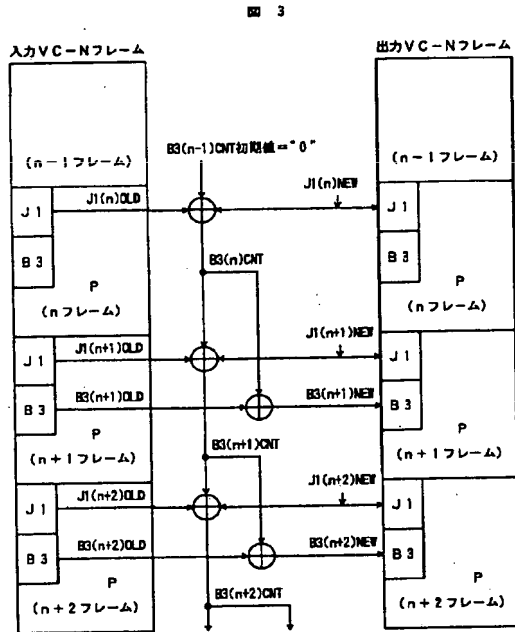 図 3
入力VC-Nフレーム
出力VC-Nフレーム
(n-1フレーム)
B3(n-1)CNT初期値="0"
(n-1フレーム)
J1
J1(n)OLD
J1(n)NEW
J1
B3
B3
B3(n)CNT
P
(nフレーム)
P
(nフレーム)
J1
J1(n+1)OLD
J1(n+1)NEW
J1
B3
B3(n+1)OLD
B3(n+1)NEW
B3
P
(n+1フレーム)
B3(n+1)CNT
P
(n+1フレーム)
J1
J1(n+2)OLD
J1(n+2)NEW
J1
B3
B3(n+2)OLD
B3(n+2)NEW
B3
P
(n+2フレーム)
B3(n+2)CNT
P
(n+2フレーム)